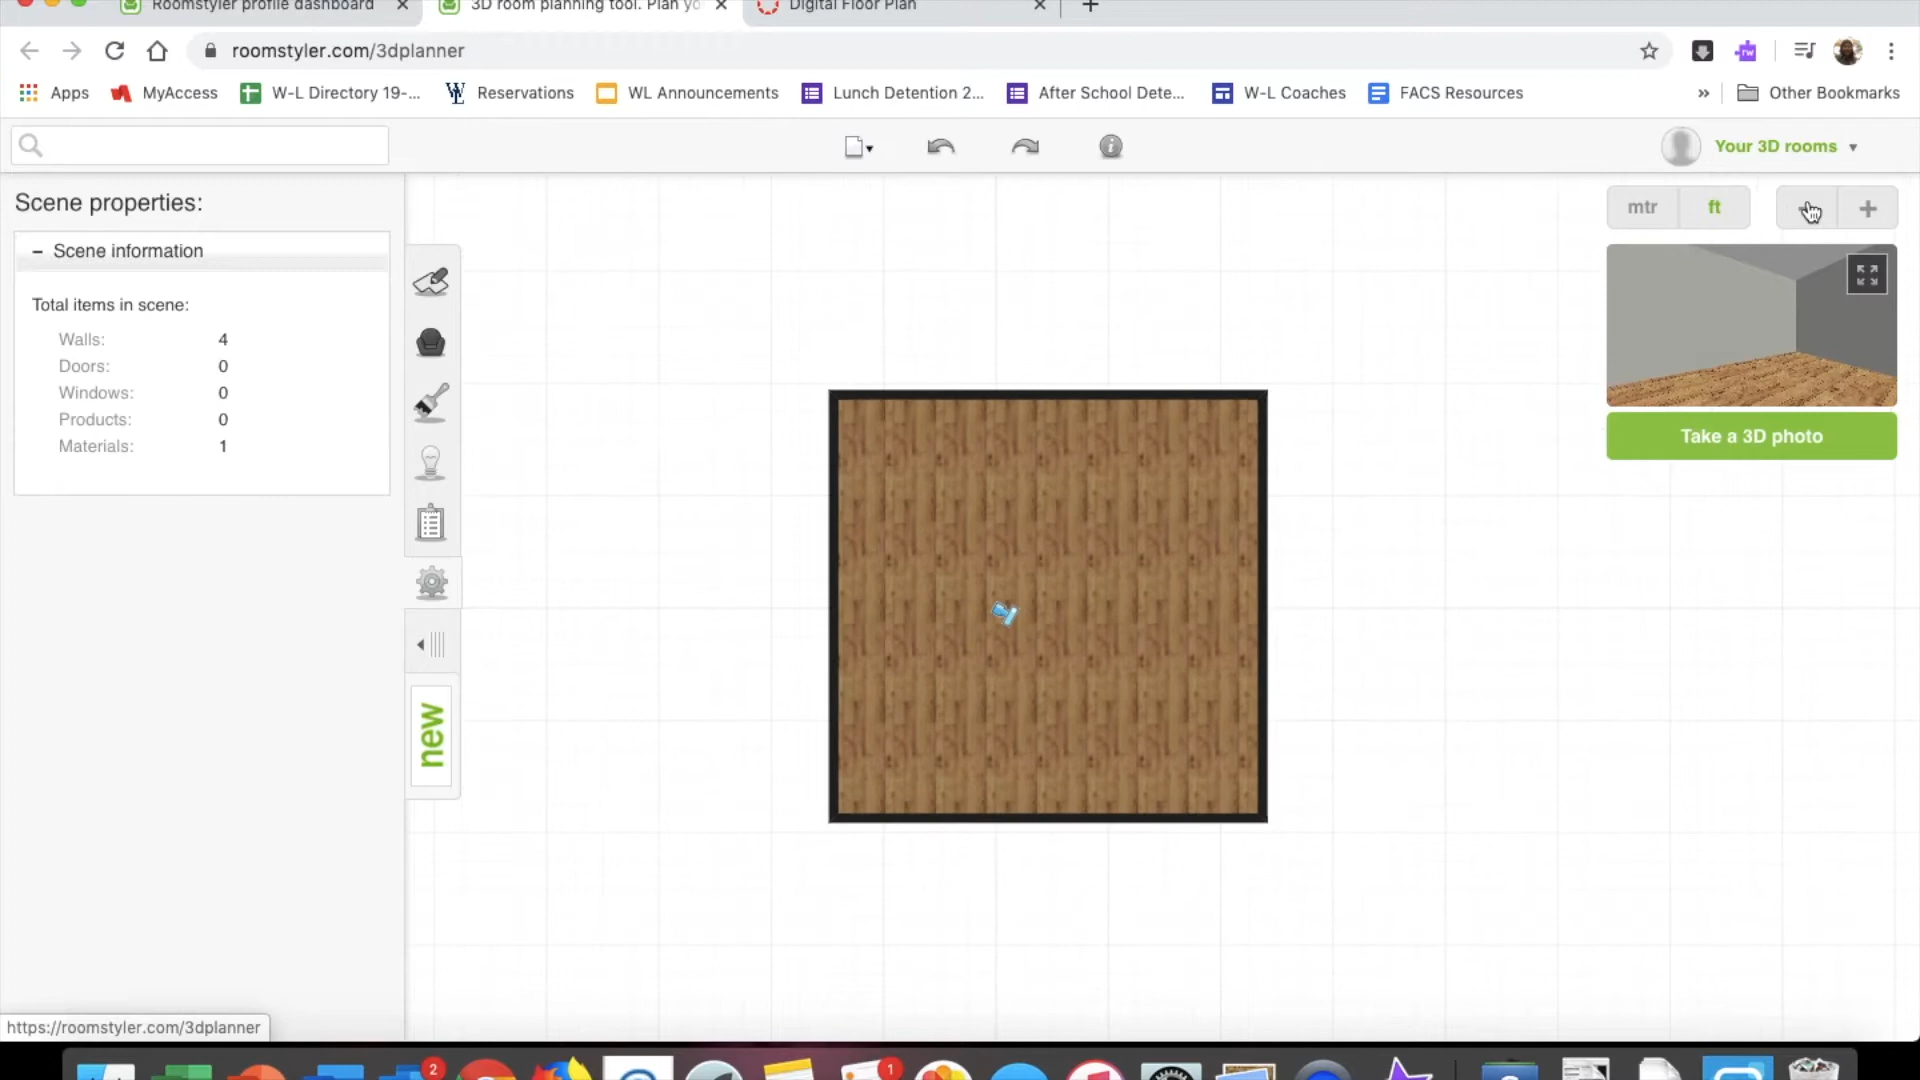 Roomstyler profile dashboard
3D room planning tool. Plan yo
Digital Floor Plan
roomstyler.com/3dplanner
rw
Apps
MyAccess
W-L Directory 19-...
Reservations
WL Announcements
Lunch Detention 2...
After School Dete...
W-L Coaches
FACS Resources
»
Other Bookmarks
Your 3D rooms
Scene properties:
mtr
ft
– Scene information
Total items in scene:
Walls: 4
Doors: 0
Windows: 0
Products: 0
Materials: 1
Take a 3D photo
new
https://roomstyler.com/3dplanner
2
1